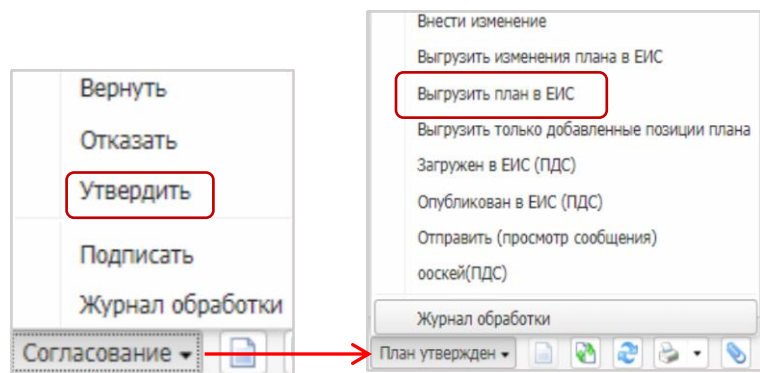 Вернуть
Отказать
Утвердить
Подписать
Журнал обработки
Согласование
Внести изменение
Выгрузить изменения плана в ЕИС
Выгрузить план в ЕИС
Выгрузить только добавленные позиции плана
Загружен в ЕИС (ПДС)
Опубликован в ЕИС (ПДС)
Отправить (просмотр сообщения)
ооскей(ПДС)
Журнал обработки
План утвержден